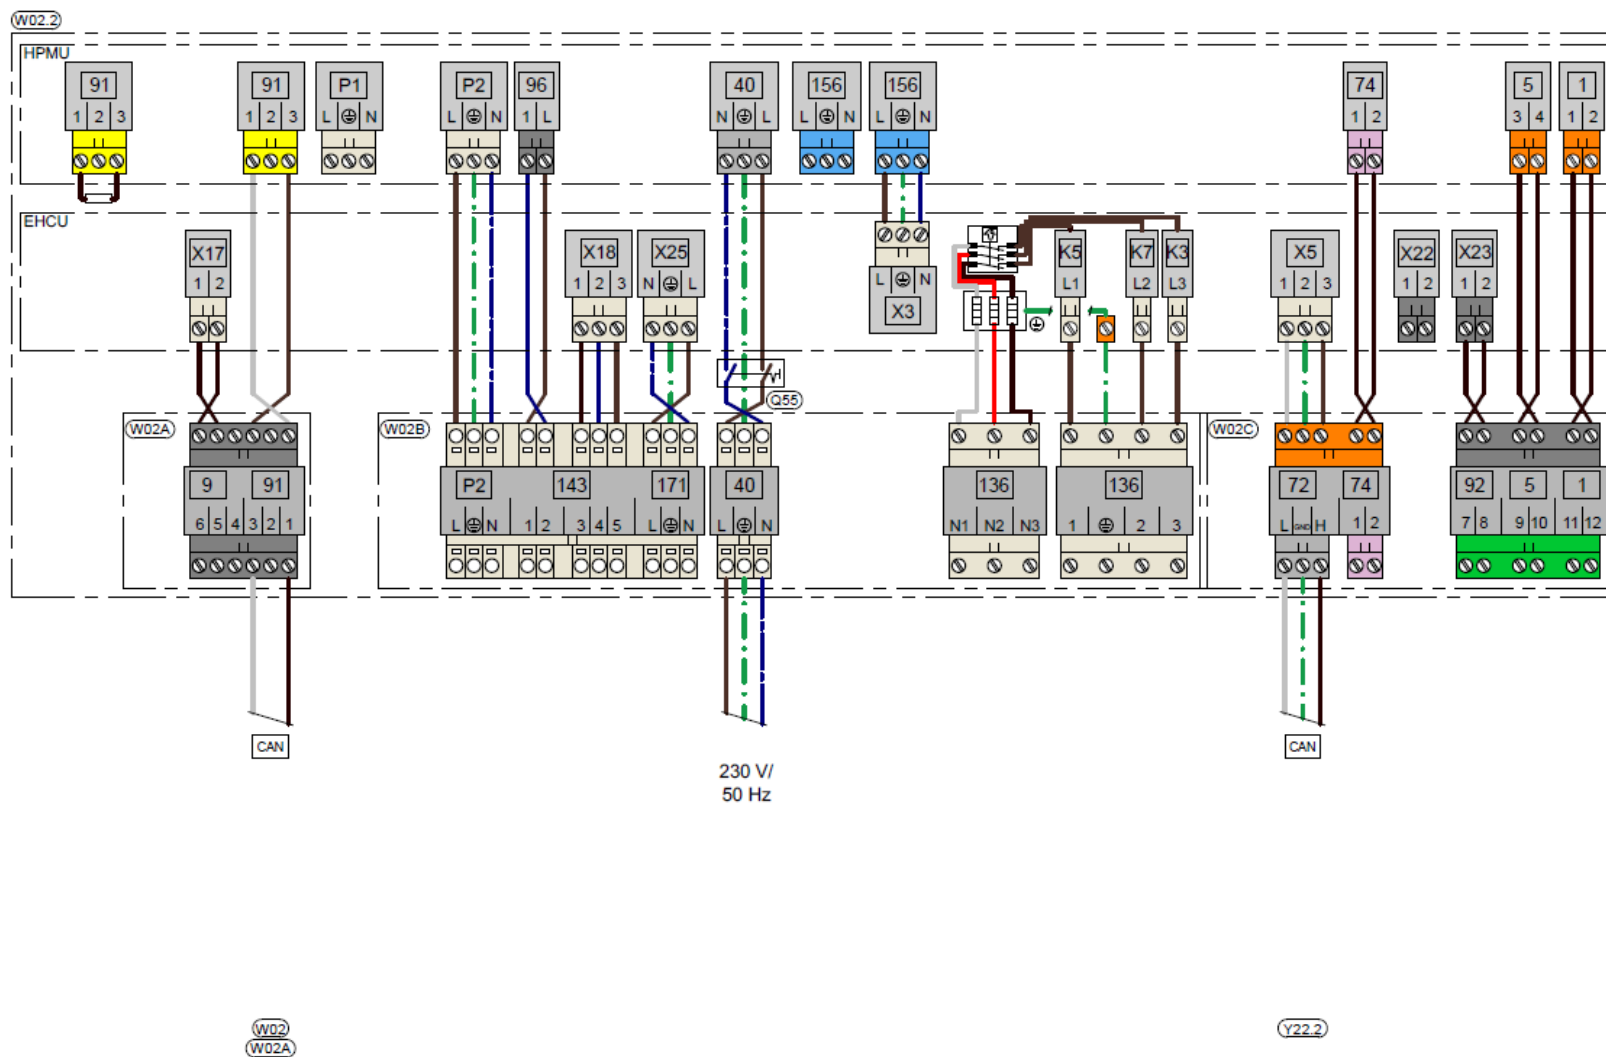 W02.2
HPMU
91 91 P1 P2 96 40 156 156 74 5 1
1 2 3 1 2 3 L N L N 1 L N L L N L N 1 2 3 4 1 2
EHCU
X17 X18 X25 K5 K7 K3 X5 X22 X23
1 2 1 2 3 N L L N L1 L2 L3 1 2 3 1 2 1 2
X3
Q55
W02A W02B W02C
9 91 P2 143 171 40 136 136 72 74 92 5 1
6 5 4 3 2 1 L N 1 2 3 4 5 L N L N N1 N2 N3 1 2 3 L GND H 1 2 7 8 9 10 11 12
CAN CAN
230 V/
50 Hz
W02 Y22.2
W02A